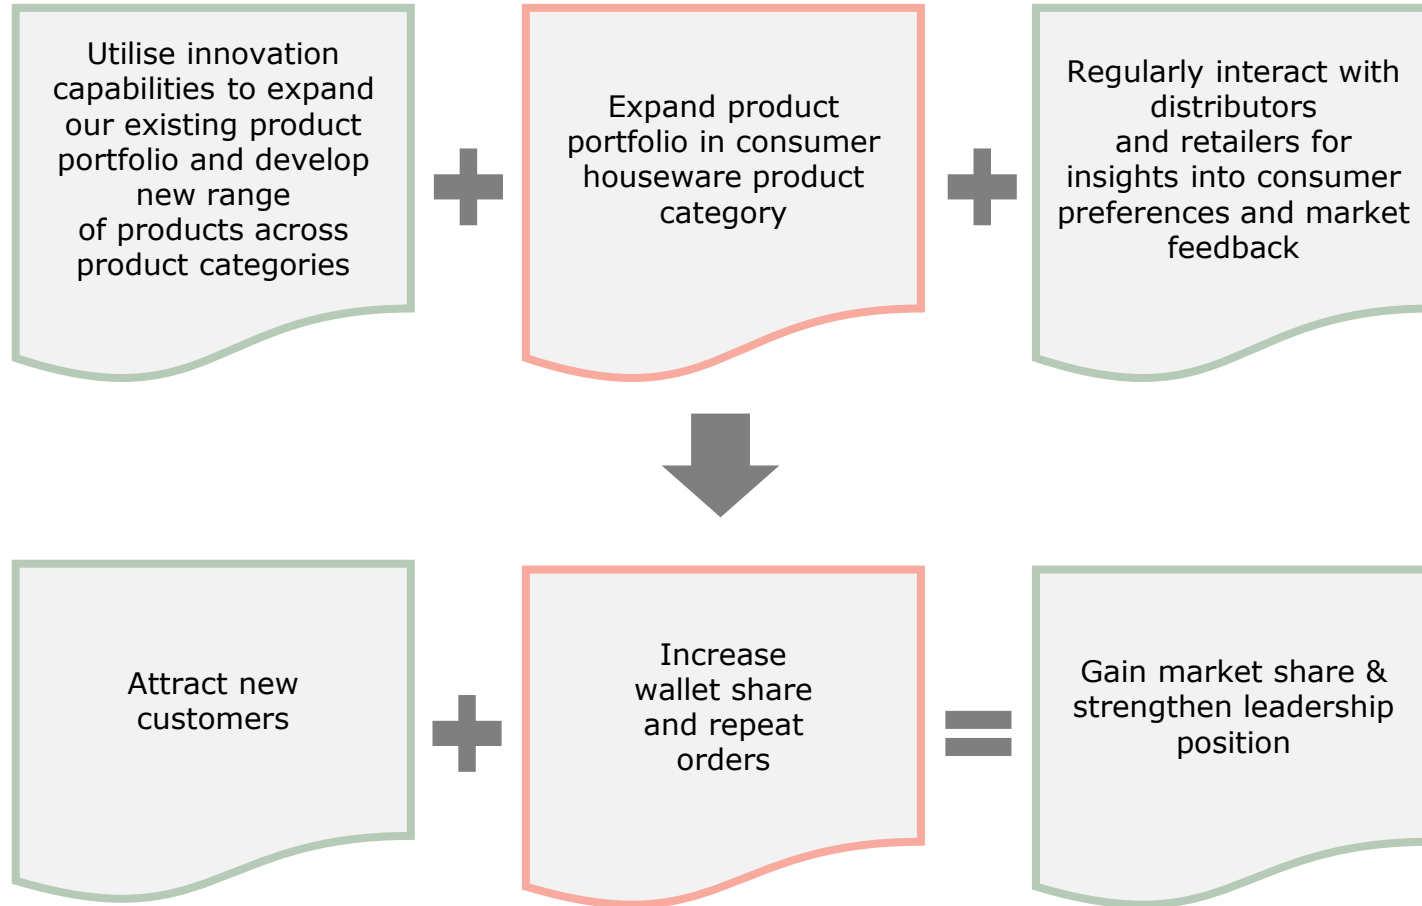 Utilise innovation
capabilities to expand
our existing product
portfolio and develop
new range
of products across
product categories
Expand product
portfolio in consumer
houseware product
category
Regularly interact with
distributors
and retailers for
insights into consumer
preferences and market
feedback
Attract new
customers
Increase
wallet share
and repeat
orders
Gain market share &
strengthen leadership
position